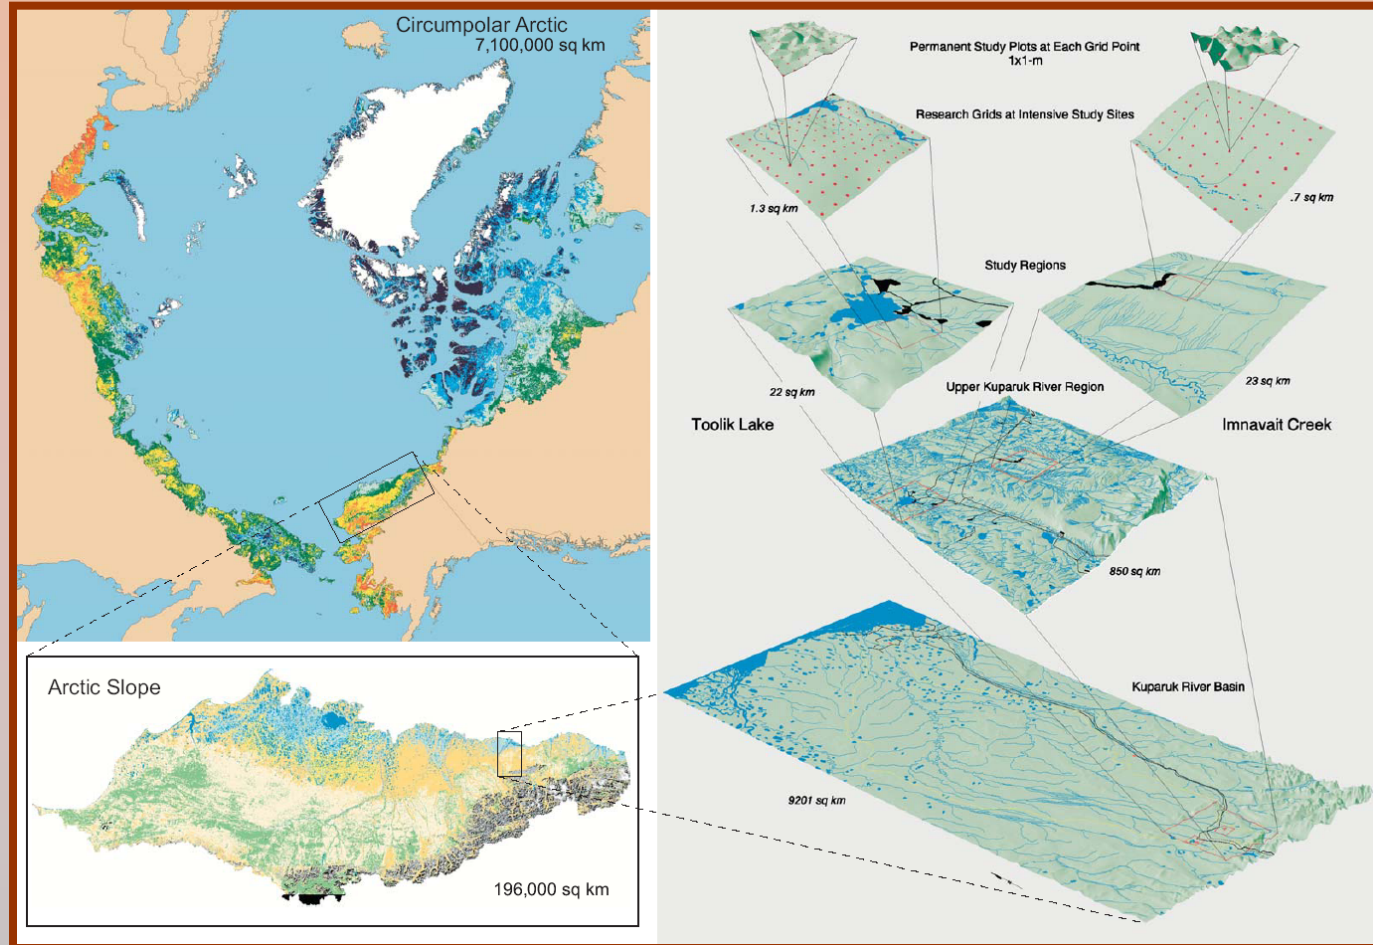 Circumpolar Arctic
7,100,000 sq km
Arctic Slope
196,000 sq km
Permanent Study Plots at Each Grid Point
1x1-m
Research Grids at Intensive Study Sites
1.3 sq km
.7 sq km
Study Regions
22 sq km
23 sq km
Upper Kuparuk River Region
Toolik Lake
Imnavait Creek
850 sq km
Kuparuk River Basin
9201 sq km